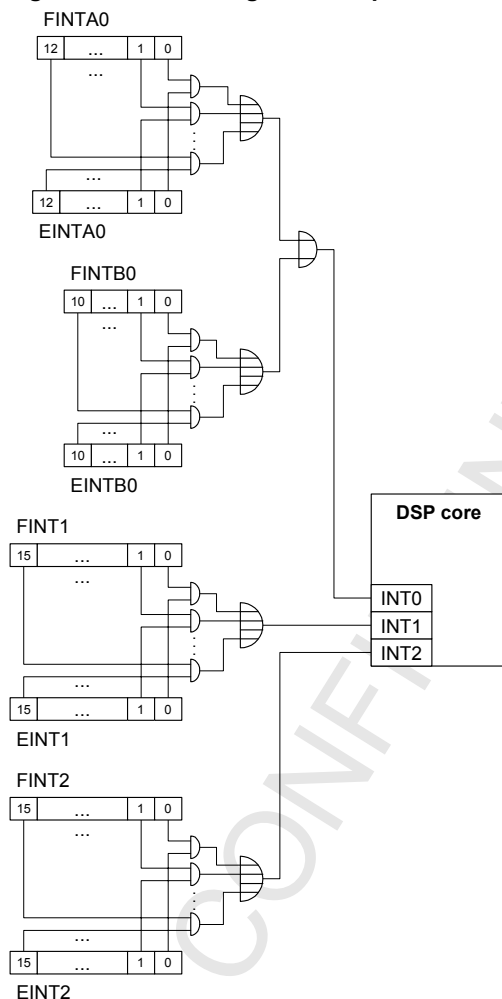 FINTA0
12 ... 1 0
...
...
12 ... 1 0
EINTA0
FINTB0
10 ... 1 0
...
...
10 ... 1 0
EINTB0
DSP core
INT0
INT1
INT2
FINT1
15 ... 1 0
...
...
15 ... 1 0
EINT1
FINT2
15 ... 1 0
...
...
15 ... 1 0
EINT2